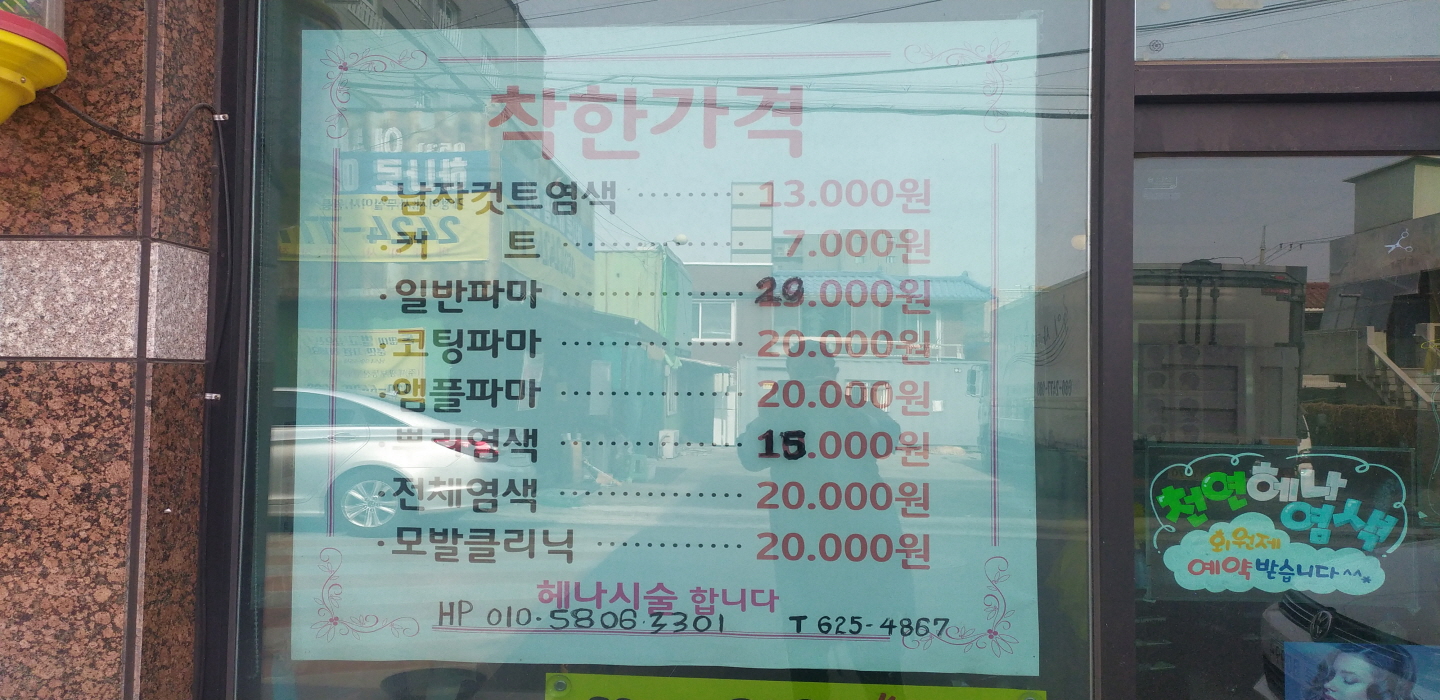 착한가격
·남자컷트염색 ·············· 13.000원
·커 트 ························ 7.000원
·일반파마 ························ 20.000원
·코팅파마 ························ 20.000원
·앰플파마 ························ 20.000원
·뿌리염색 ························ 15.000원
·전체염색 ························ 20.000원
·모발클리닉 ···················· 20.000원
헤나시술 합니다
HP 010·5806·3301 T 625-4867
천연헤나
염색
회원제
예약 받습니다^^